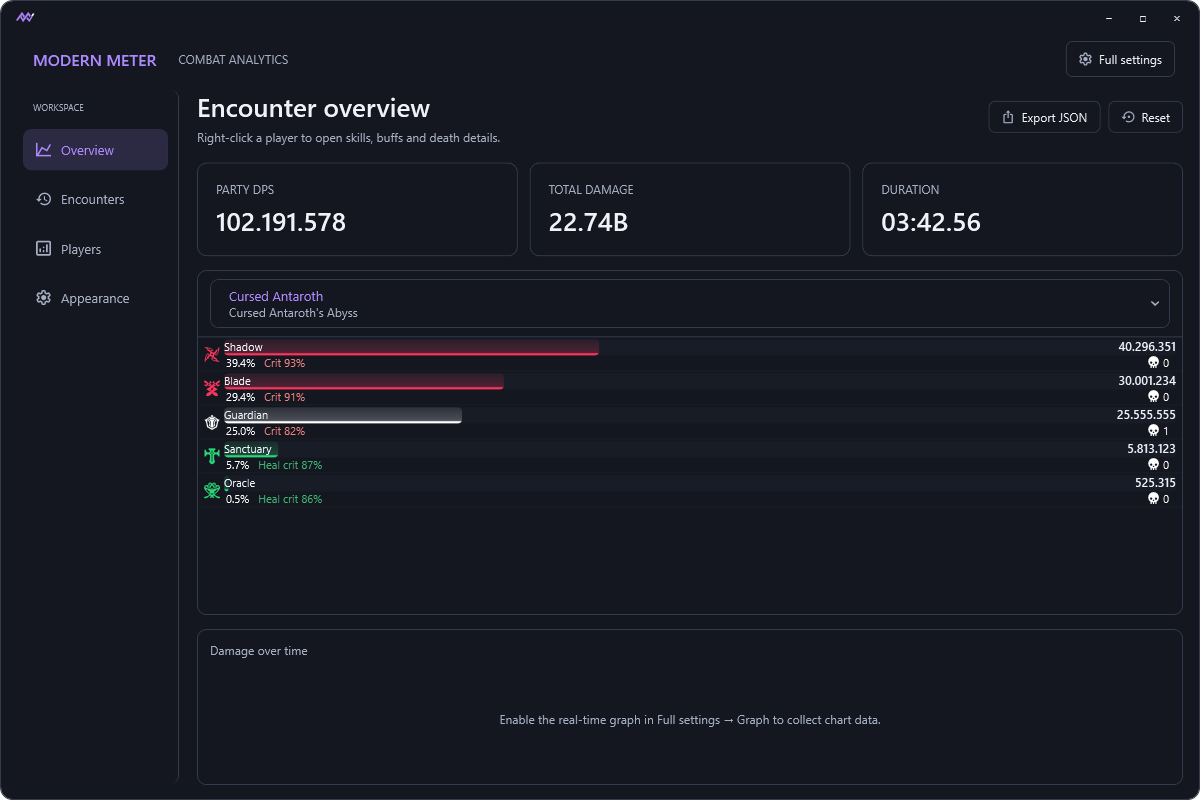 MODERN METER
COMBAT ANALYTICS
Full settings
WORKSPACE
Overview
Encounters
Players
Appearance
Encounter overview
Right-click a player to open skills, buffs and death details.
Export JSON
Reset
PARTY DPS
102.191.578
TOTAL DAMAGE
22.74B
DURATION
03:42.56
Cursed Antaroth
Cursed Antaroth's Abyss
Shadow 40.296.351
39.4% Crit 93% 0
Blade 30.001.234
29.4% Crit 91% 0
Guardian 25.555.555
25.0% Crit 82% 1
Sanctuary 5.813.123
5.7% Heal crit 87% 0
Oracle 525.315
0.5% Heal crit 86% 0
Damage over time
Enable the real-time graph in Full settings → Graph to collect chart data.